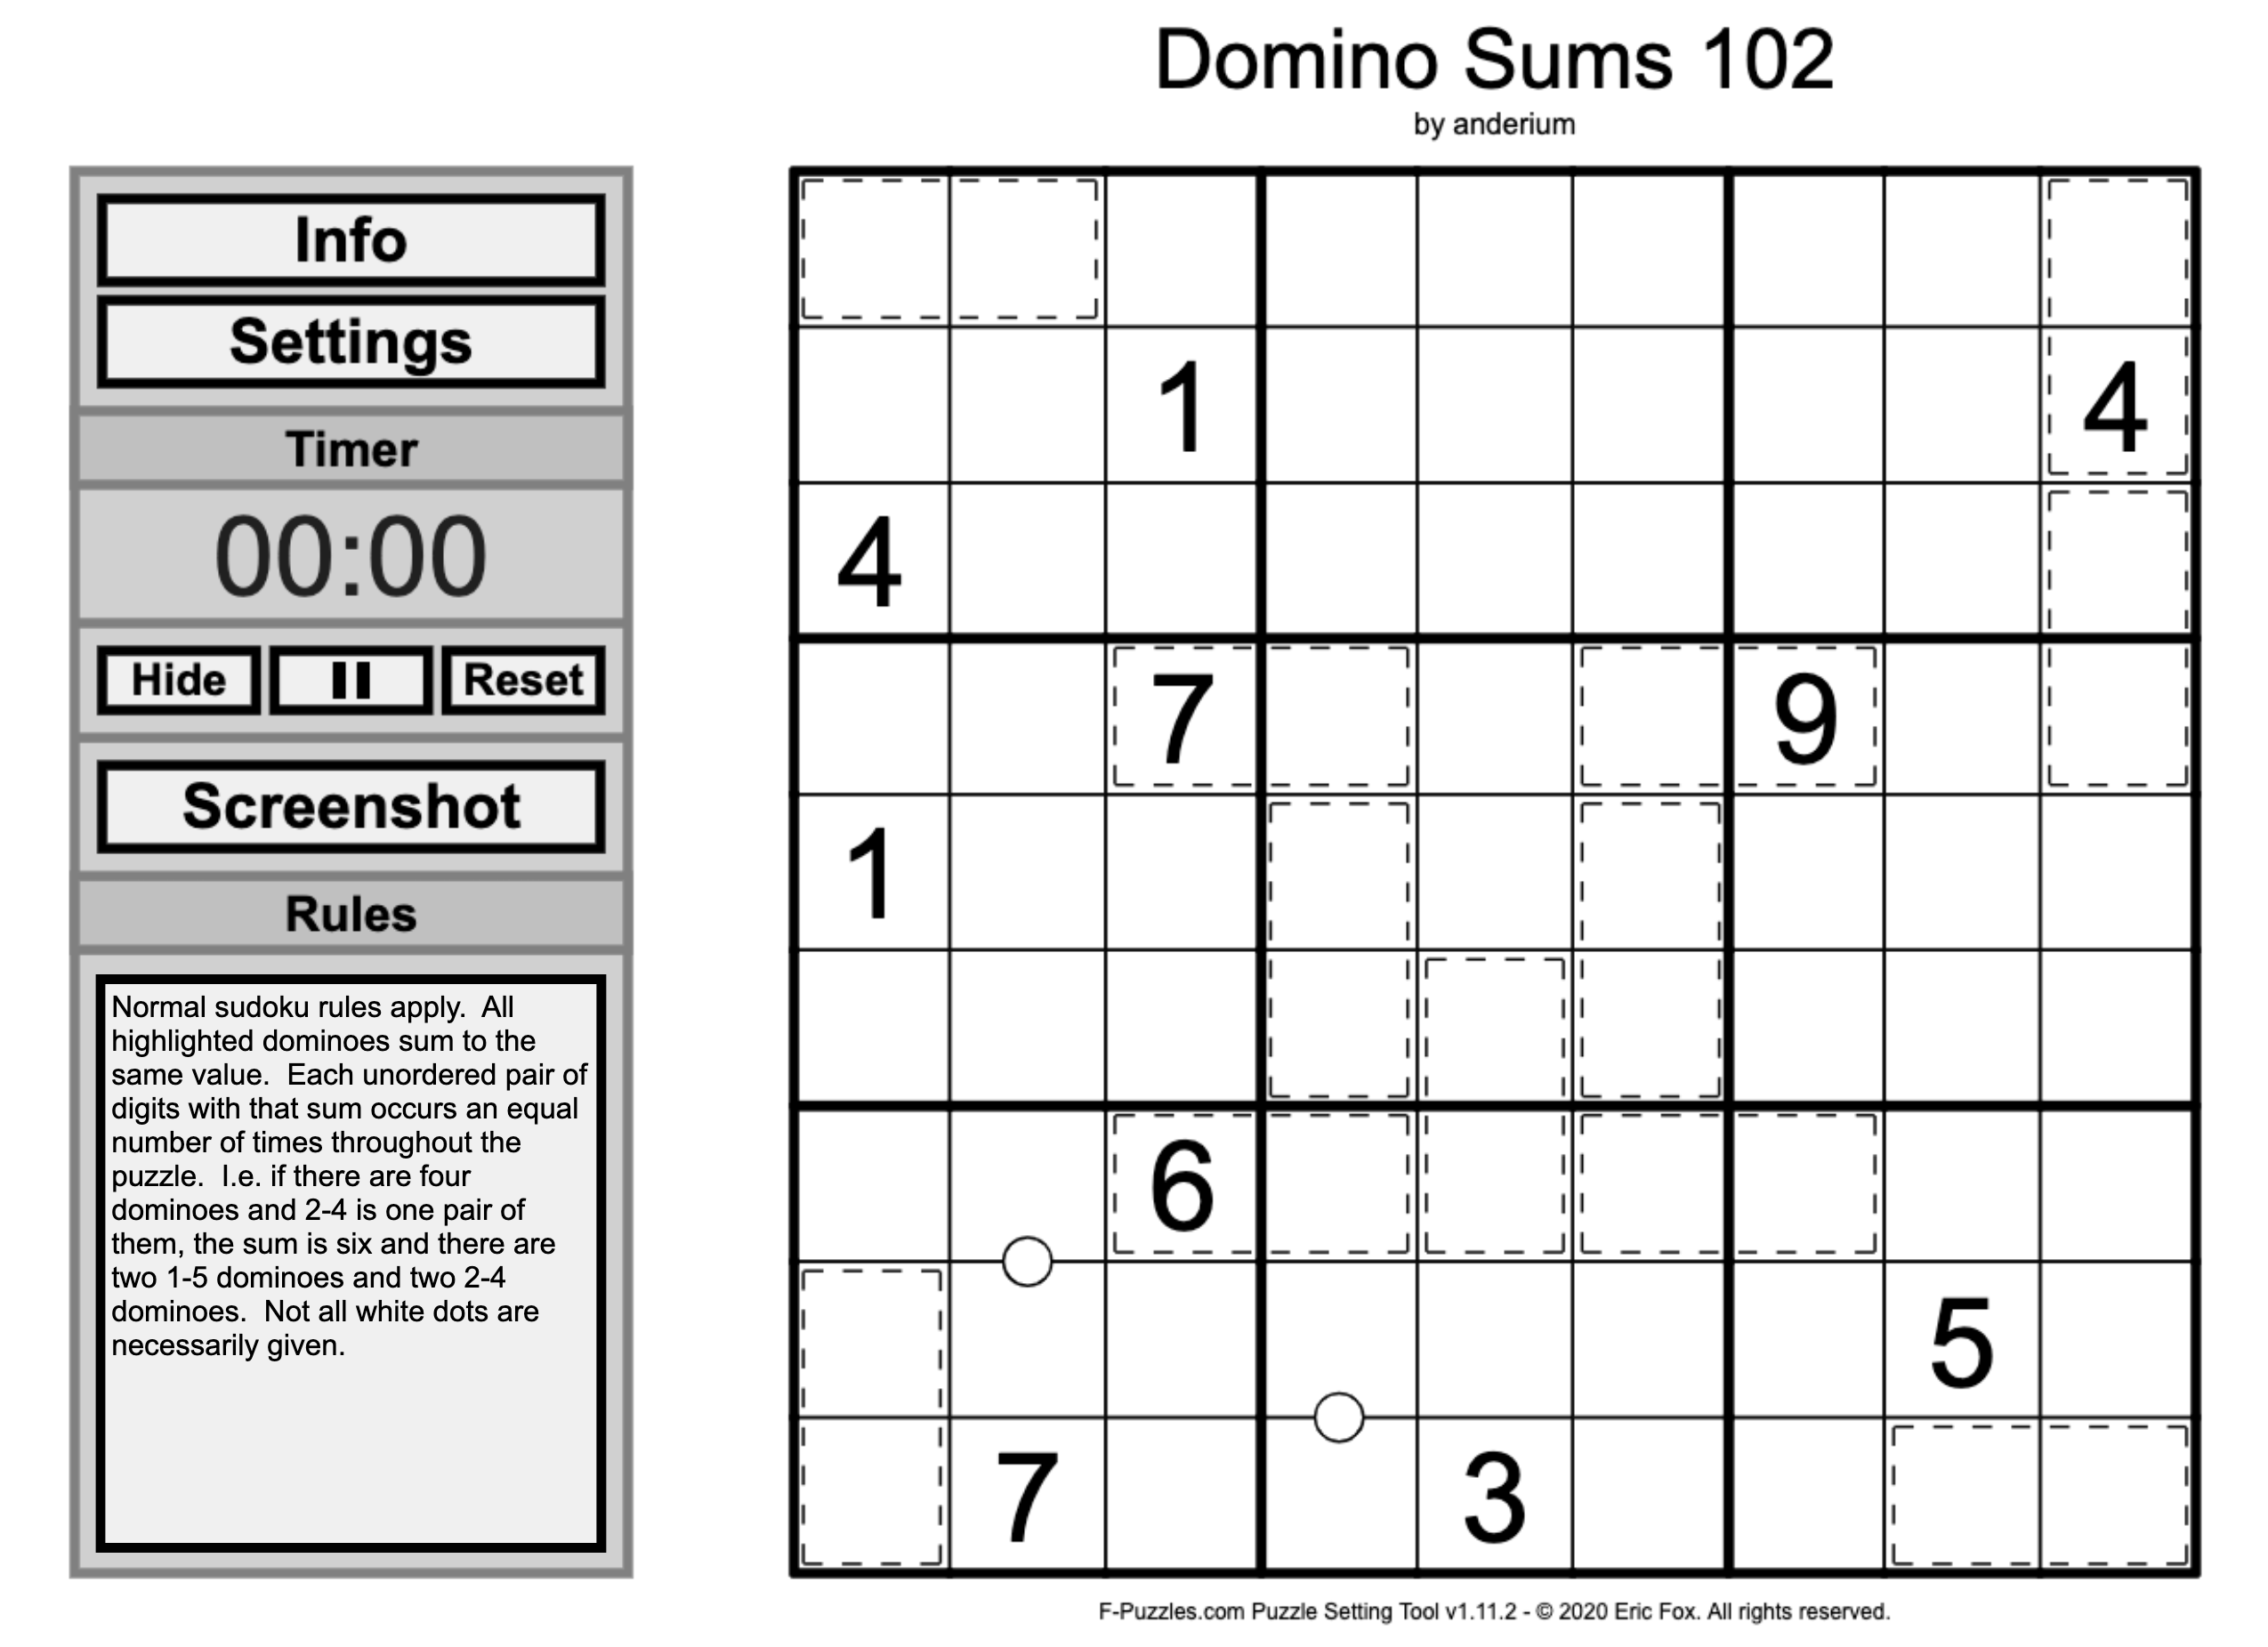 Domino Sums 102
by anderium
Info
Settings
Timer
00:00
Hide
Reset
Screenshot
Rules
Normal sudoku rules apply.  All
highlighted dominoes sum to the
same value.  Each unordered pair of
digits with that sum occurs an equal
number of times throughout the
puzzle.  I.e. if there are four
dominoes and 2-4 is one pair of
them, the sum is six and there are
two 1-5 dominoes and two 2-4
dominoes.  Not all white dots are
necessarily given.
1 4
4
7 9
1
6
5
7 3
F-Puzzles.com Puzzle Setting Tool v1.11.2 - © 2020 Eric Fox. All rights reserved.